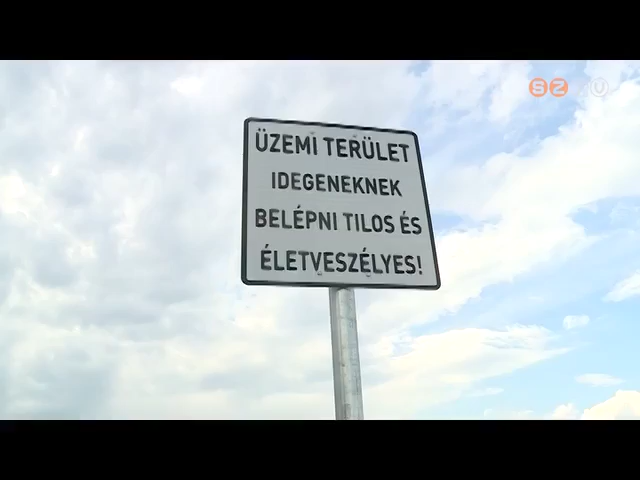 ÜZEMI TERÜLET
IDEGENEKNEK
BELÉPNI TILOS ÉS
ÉLETVESZÉLYES!